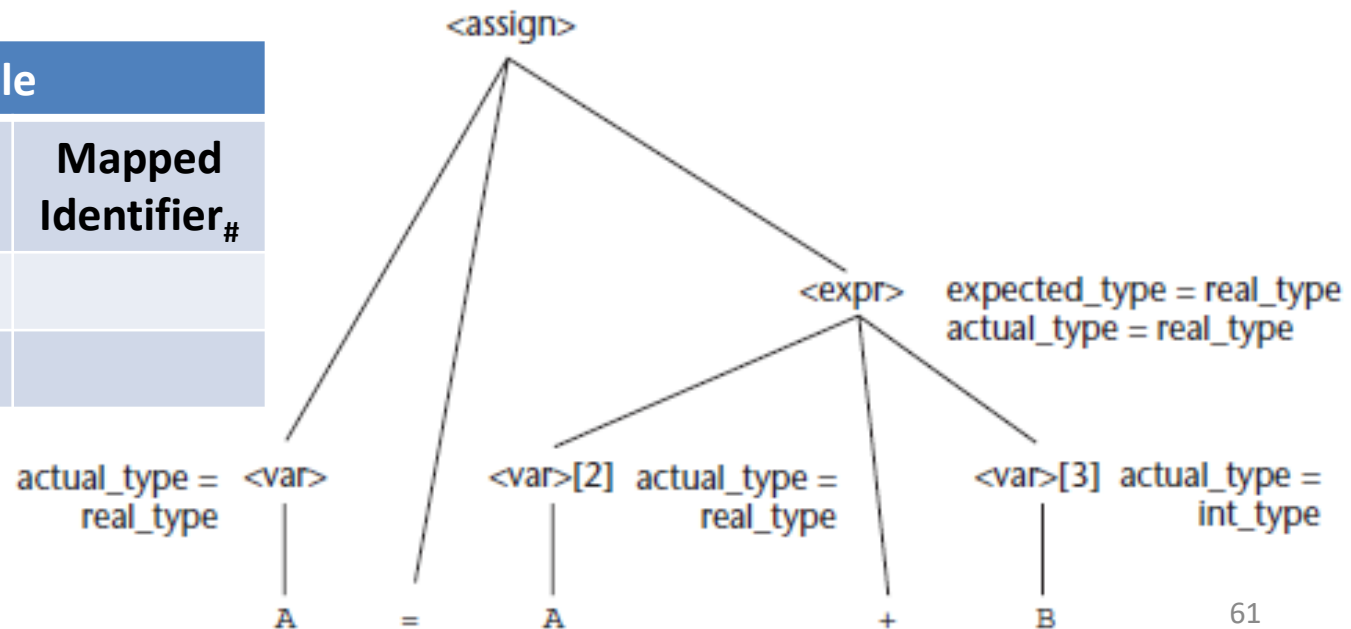 <assign>
le
Mapped
Identifier#
<expr> expected_type = real_type
actual_type = real_type
actual_type = <var> <var>[2] actual_type = <var>[3] actual_type =
real_type real_type int_type
A = A + B 61